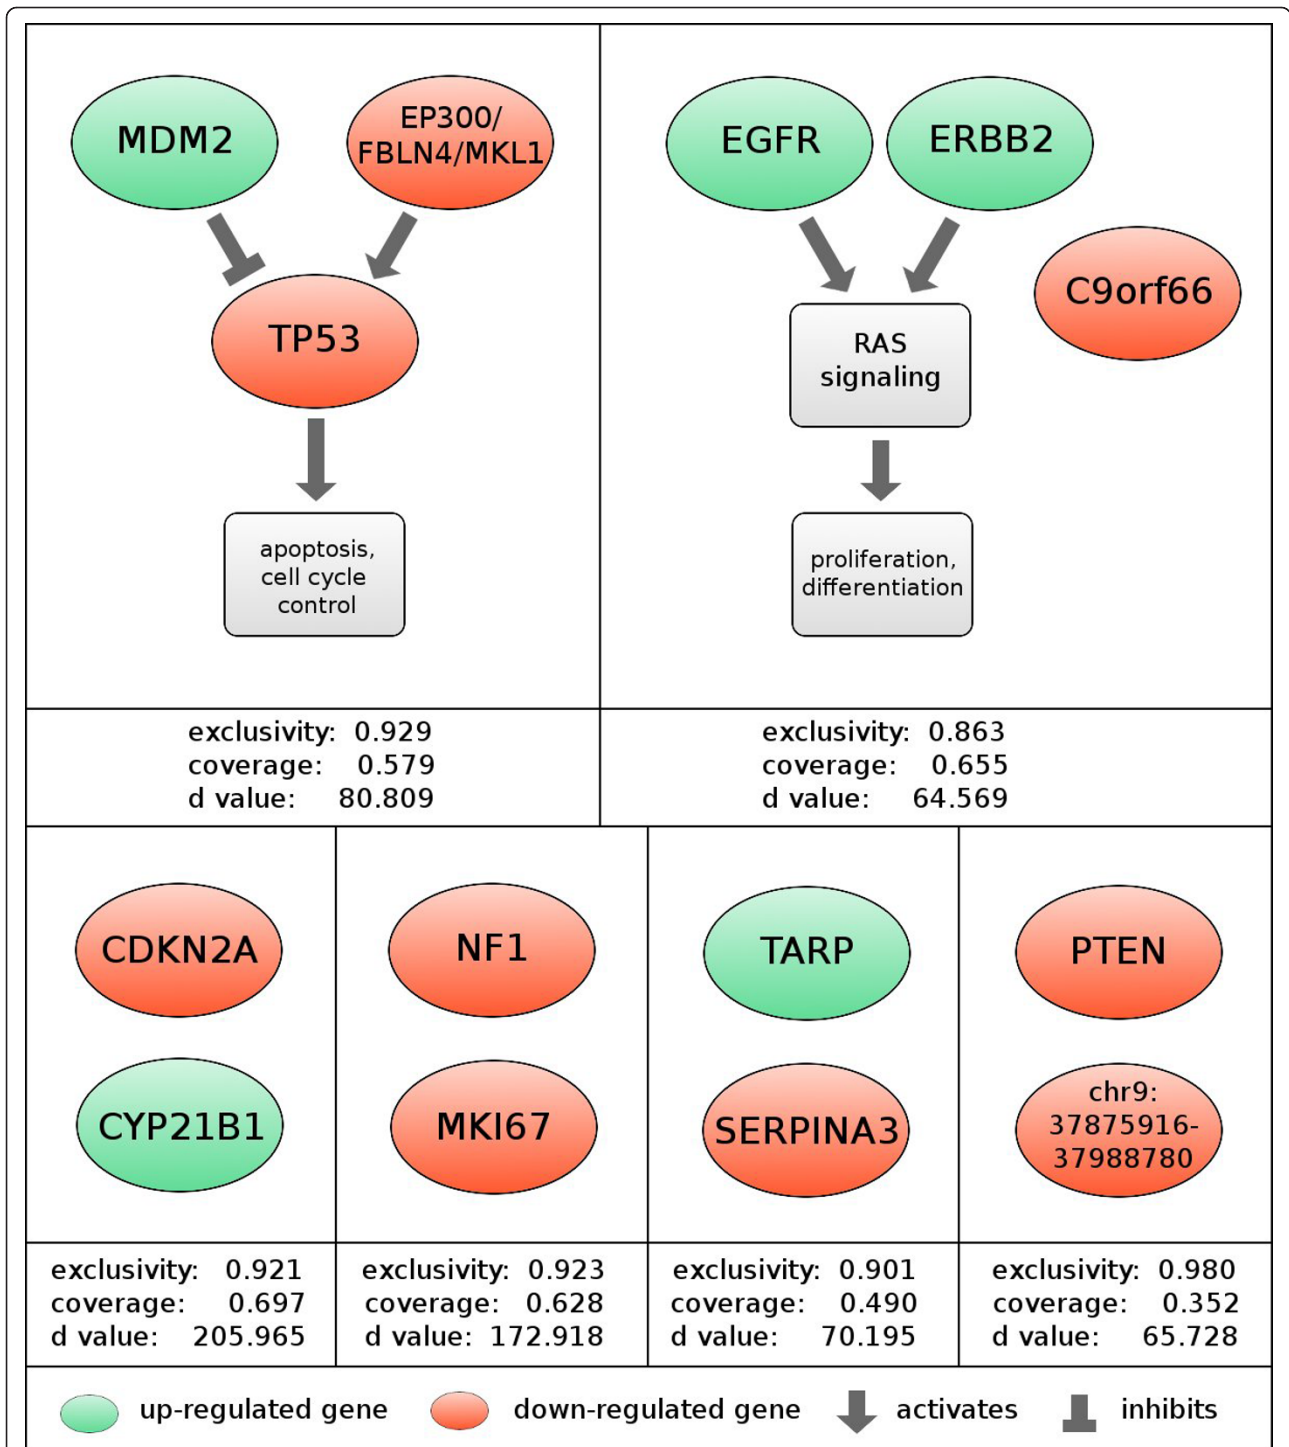 MDM2
EP300/
FBLN4/MKL1
TP53
apoptosis,
cell cycle
control
EGFR
ERBB2
C9orf66
RAS
signaling
proliferation,
differentiation
exclusivity: 0.929
coverage: 0.579
d value: 80.809
exclusivity: 0.863
coverage: 0.655
d value: 64.569
CDKN2A
CYP21B1
NF1
MKI67
TARP
SERPINA3
PTEN
chr9:
37875916-
37988780
exclusivity: 0.921
coverage: 0.697
d value: 205.965
exclusivity: 0.923
coverage: 0.628
d value: 172.918
exclusivity: 0.901
coverage: 0.490
d value: 70.195
exclusivity: 0.980
coverage: 0.352
d value: 65.728
up-regulated gene
down-regulated gene
activates
inhibits